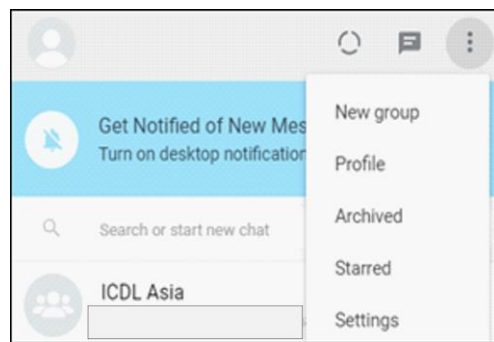 Get Notified of New Mes
Turn on desktop notification
Search or start new chat
ICDL Asia
New group
Profile
Archived
Starred
Settings